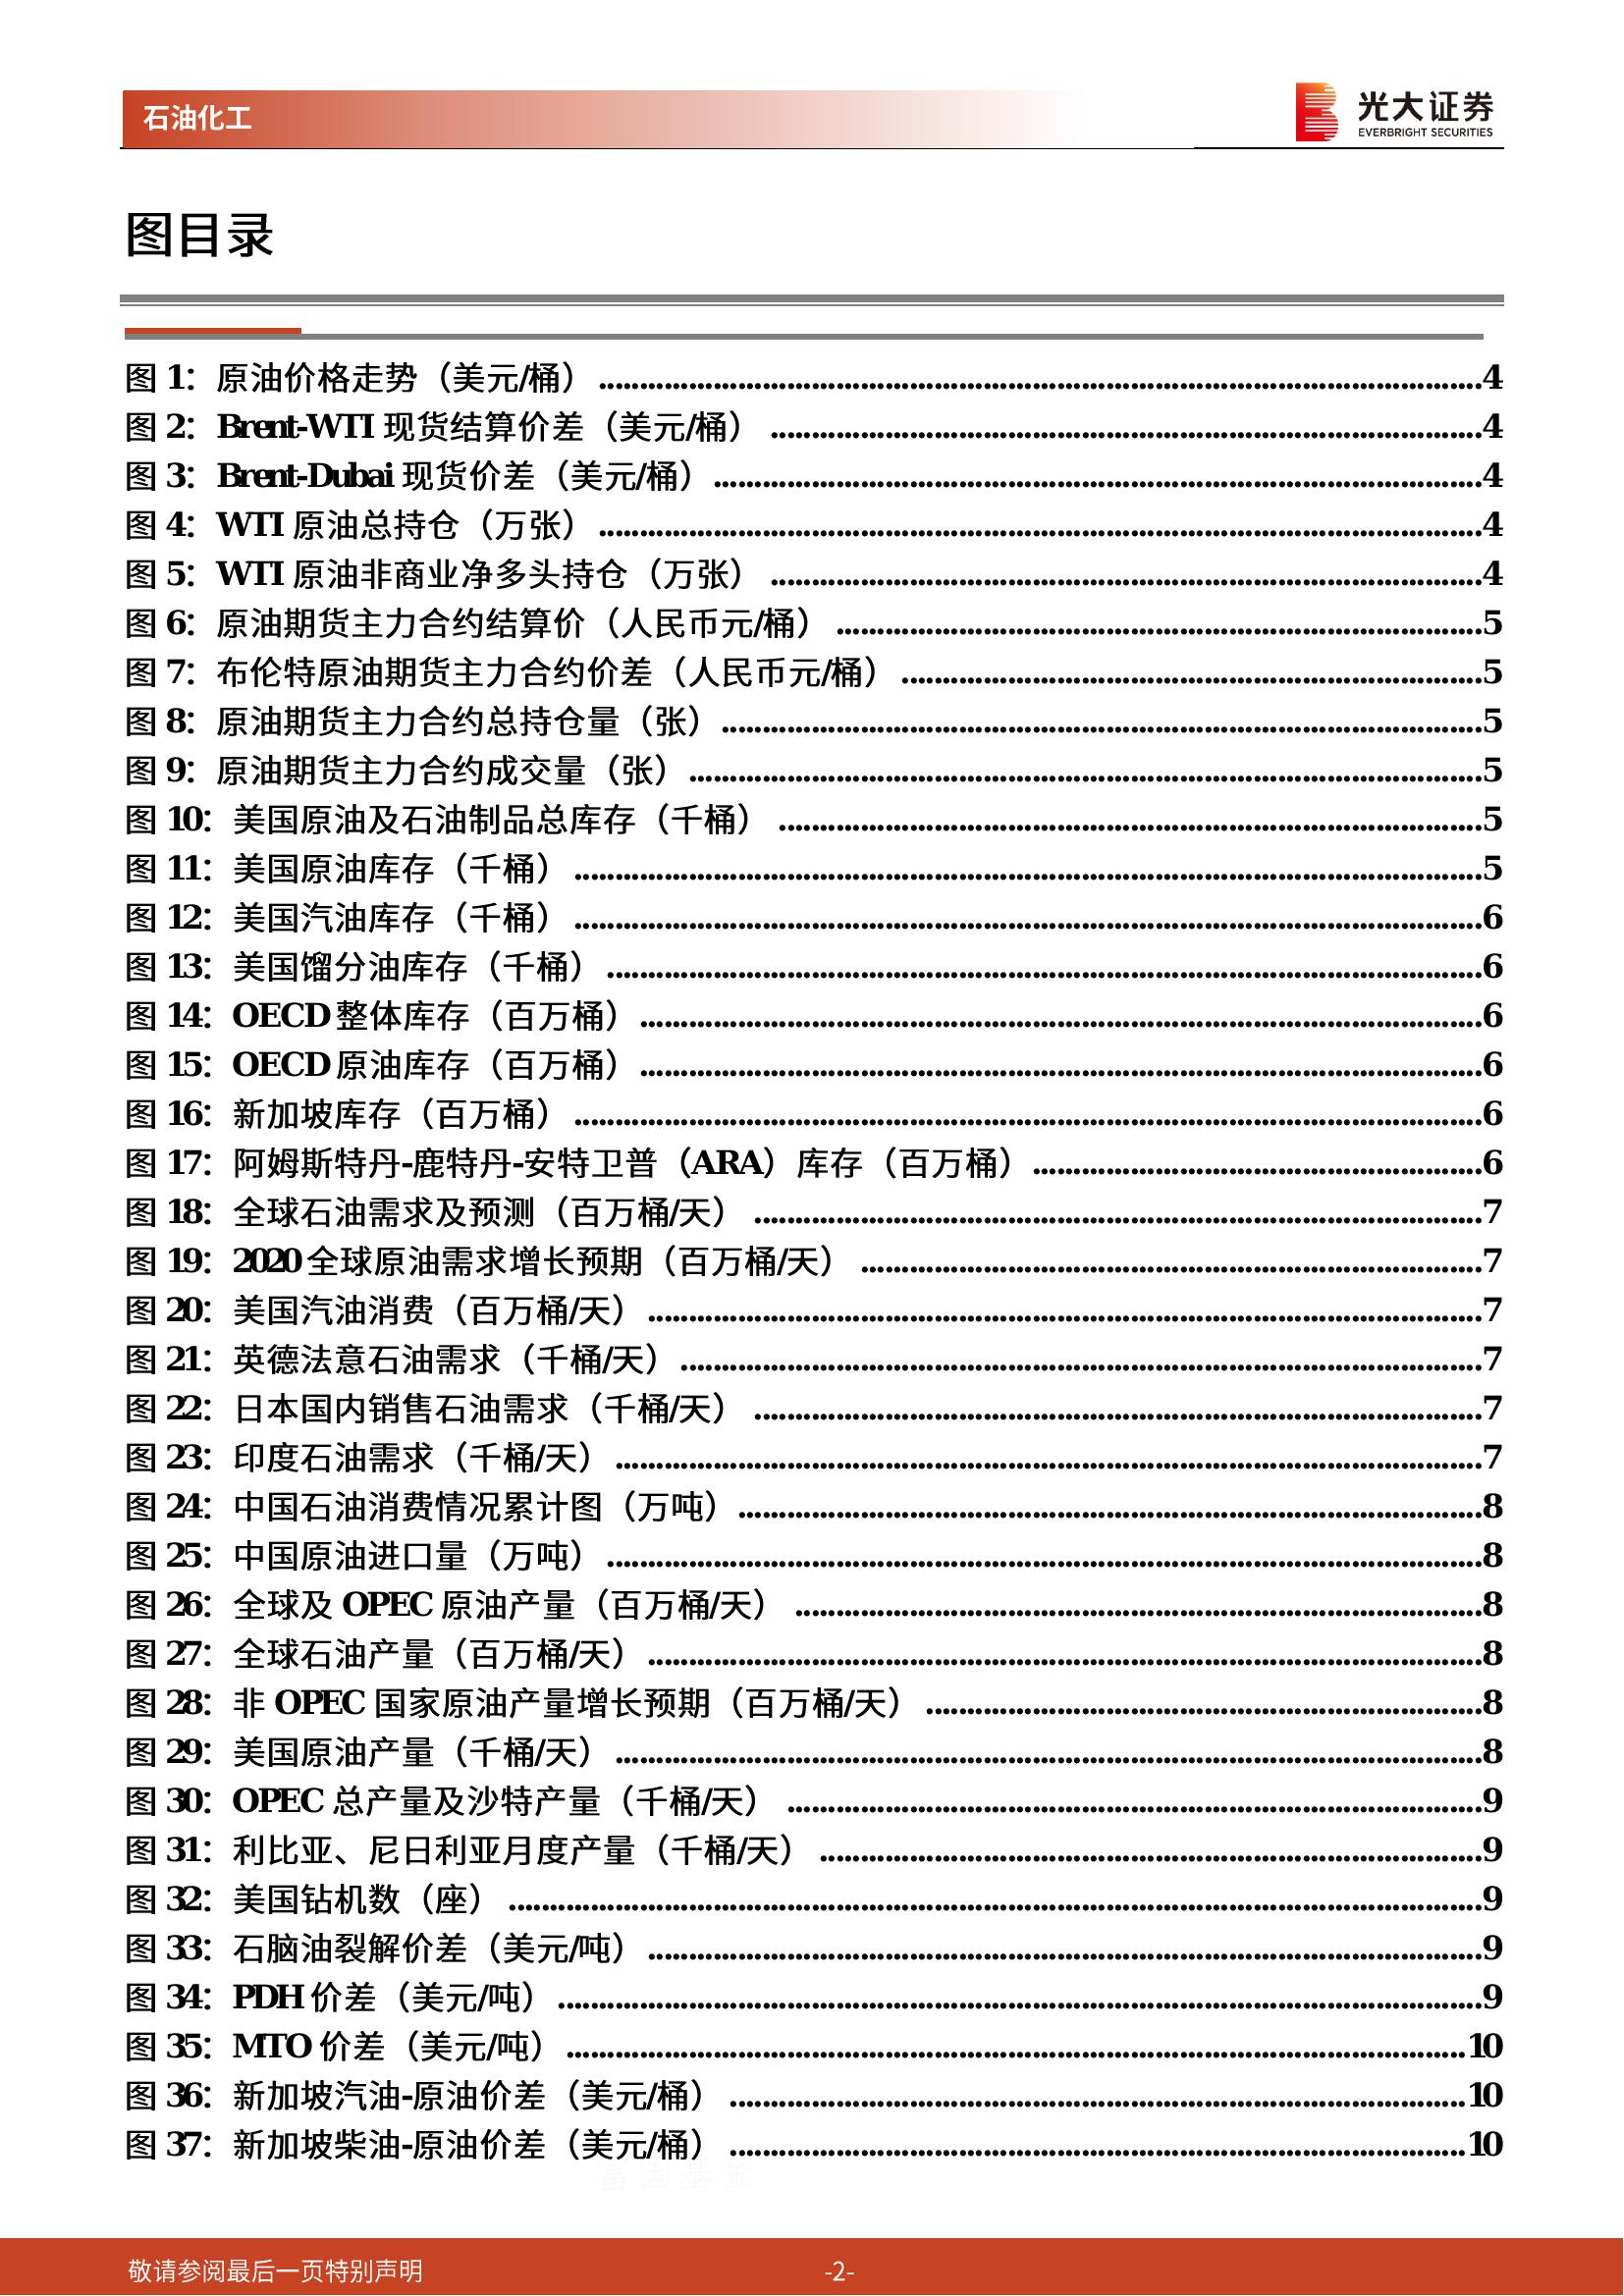 石油化工
光大证券
EVERBRIGHT SECURITIES
图目录
图 1：原油价格走势（美元/桶）................................4
图 2：Brent-WTI 现货结算价差（美元/桶）................................4
图 3：Brent-Dubai 现货价差（美元/桶）................................4
图 4：WTI 原油总持仓（万张）................................4
图 5：WTI 原油非商业净多头持仓（万张）................................4
图 6：原油期货主力合约结算价（人民币元/桶）................................5
图 7：布伦特原油期货主力合约价差（人民币元/桶）................................5
图 8：原油期货主力合约总持仓量（张）................................5
图 9：原油期货主力合约成交量（张）................................5
图 10：美国原油及石油制品总库存（千桶）................................5
图 11：美国原油库存（千桶）................................5
图 12：美国汽油库存（千桶）................................6
图 13：美国馏分油库存（千桶）................................6
图 14：OECD 整体库存（百万桶）................................6
图 15：OECD 原油库存（百万桶）................................6
图 16：新加坡库存（百万桶）................................6
图 17：阿姆斯特丹-鹿特丹-安特卫普（ARA）库存（百万桶）................................6
图 18：全球石油需求及预测（百万桶/天）................................7
图 19：2020 全球原油需求增长预期（百万桶/天）................................7
图 20：美国汽油消费（百万桶/天）................................7
图 21：英德法意石油需求（千桶/天）................................7
图 22：日本国内销售石油需求（千桶/天）................................7
图 23：印度石油需求（千桶/天）................................7
图 24：中国石油消费情况累计图（万吨）................................8
图 25：中国原油进口量（万吨）................................8
图 26：全球及 OPEC 原油产量（百万桶/天）................................8
图 27：全球石油产量（百万桶/天）................................8
图 28：非 OPEC 国家原油产量增长预期（百万桶/天）................................8
图 29：美国原油产量（千桶/天）................................8
图 30：OPEC 总产量及沙特产量（千桶/天）................................9
图 31：利比亚、尼日利亚月度产量（千桶/天）................................9
图 32：美国钻机数（座）................................9
图 33：石脑油裂解价差（美元/吨）................................9
图 34：PDH 价差（美元/吨）................................9
图 35：MTO 价差（美元/吨）................................10
图 36：新加坡汽油-原油价差（美元/桶）................................10
图 37：新加坡柴油-原油价差（美元/桶）................................10
敬请参阅最后一页特别声明
-2-